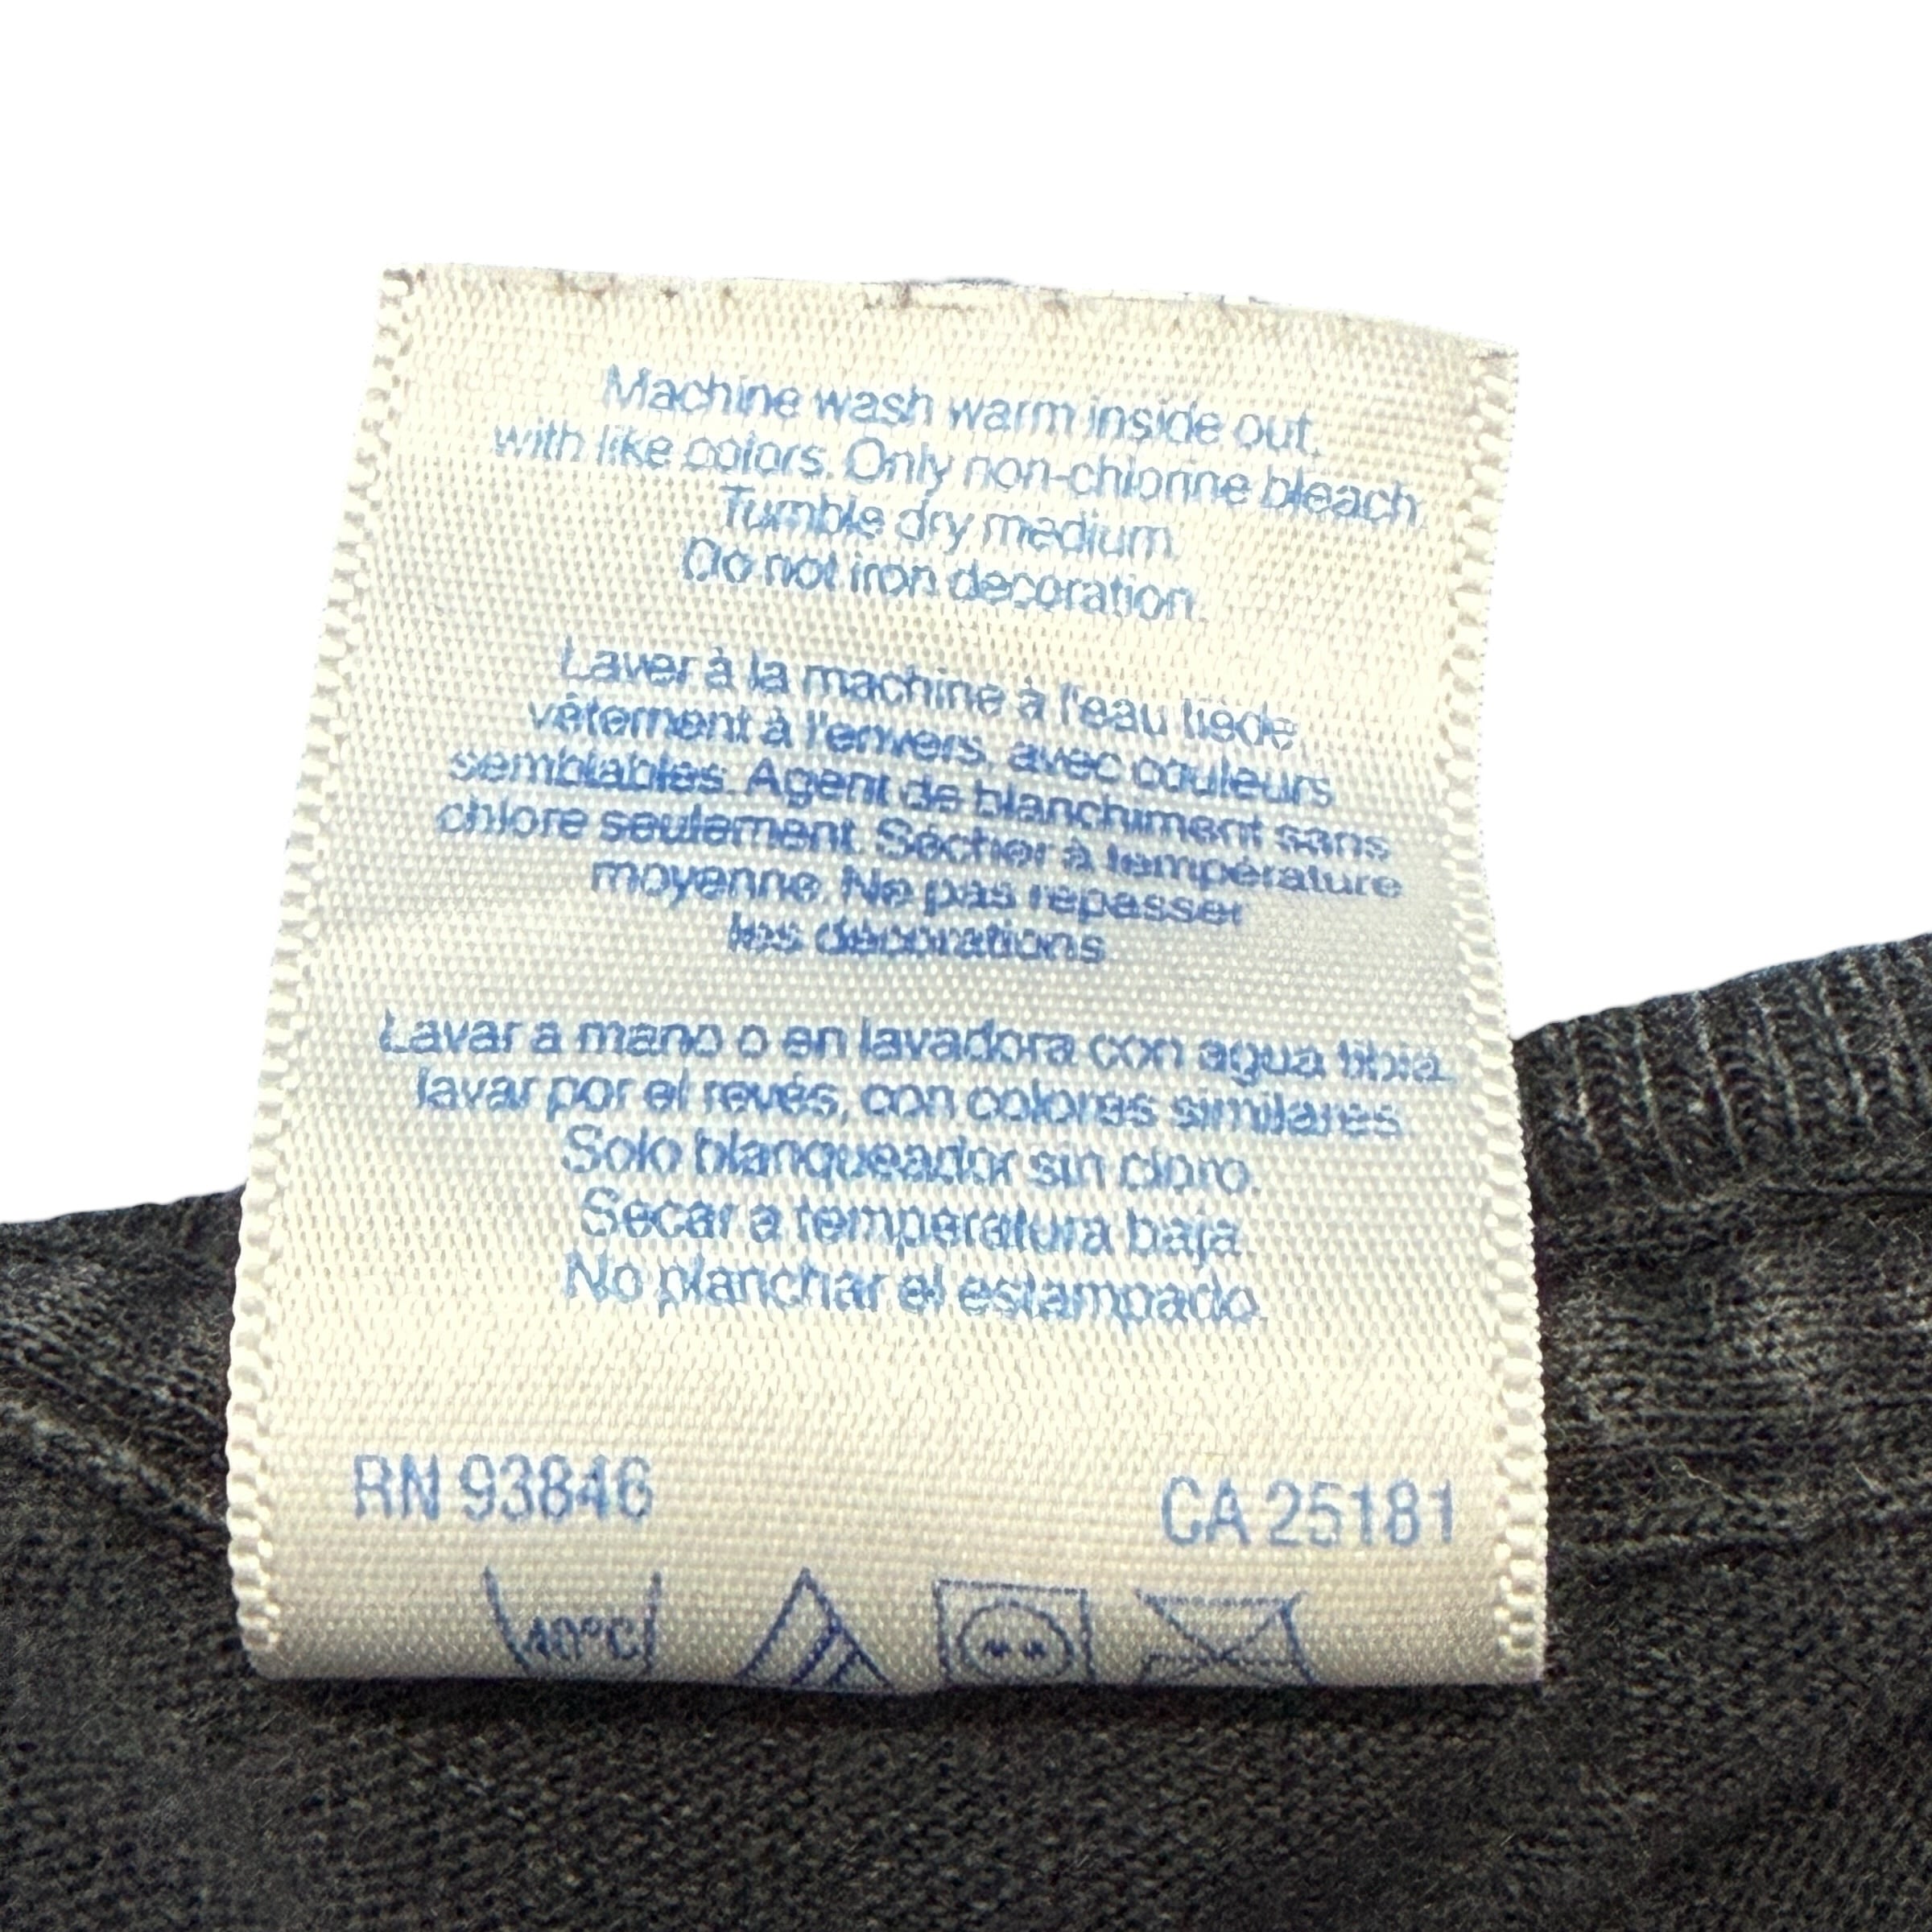 Machine wash warm inside out,
with like colors. Only non-chlorine bleach
Tumble dry medium.
Do not iron decoration.
Laver à la machine à l'eau tiède,
vêtement à l'envers, avec couleurs
semblables. Agent de blanchiment sans
chlore seulement. Sécher à température
moyenne. Ne pas repasser
les décorations
Lavar a mano o en lavadora con agua tibia.
lavar por el revés, con colores similares
Solo blanqueador sin cloro.
Secar a temperatura baja.
No planchar el estampado.
RN 93846
CA 25181
40°C